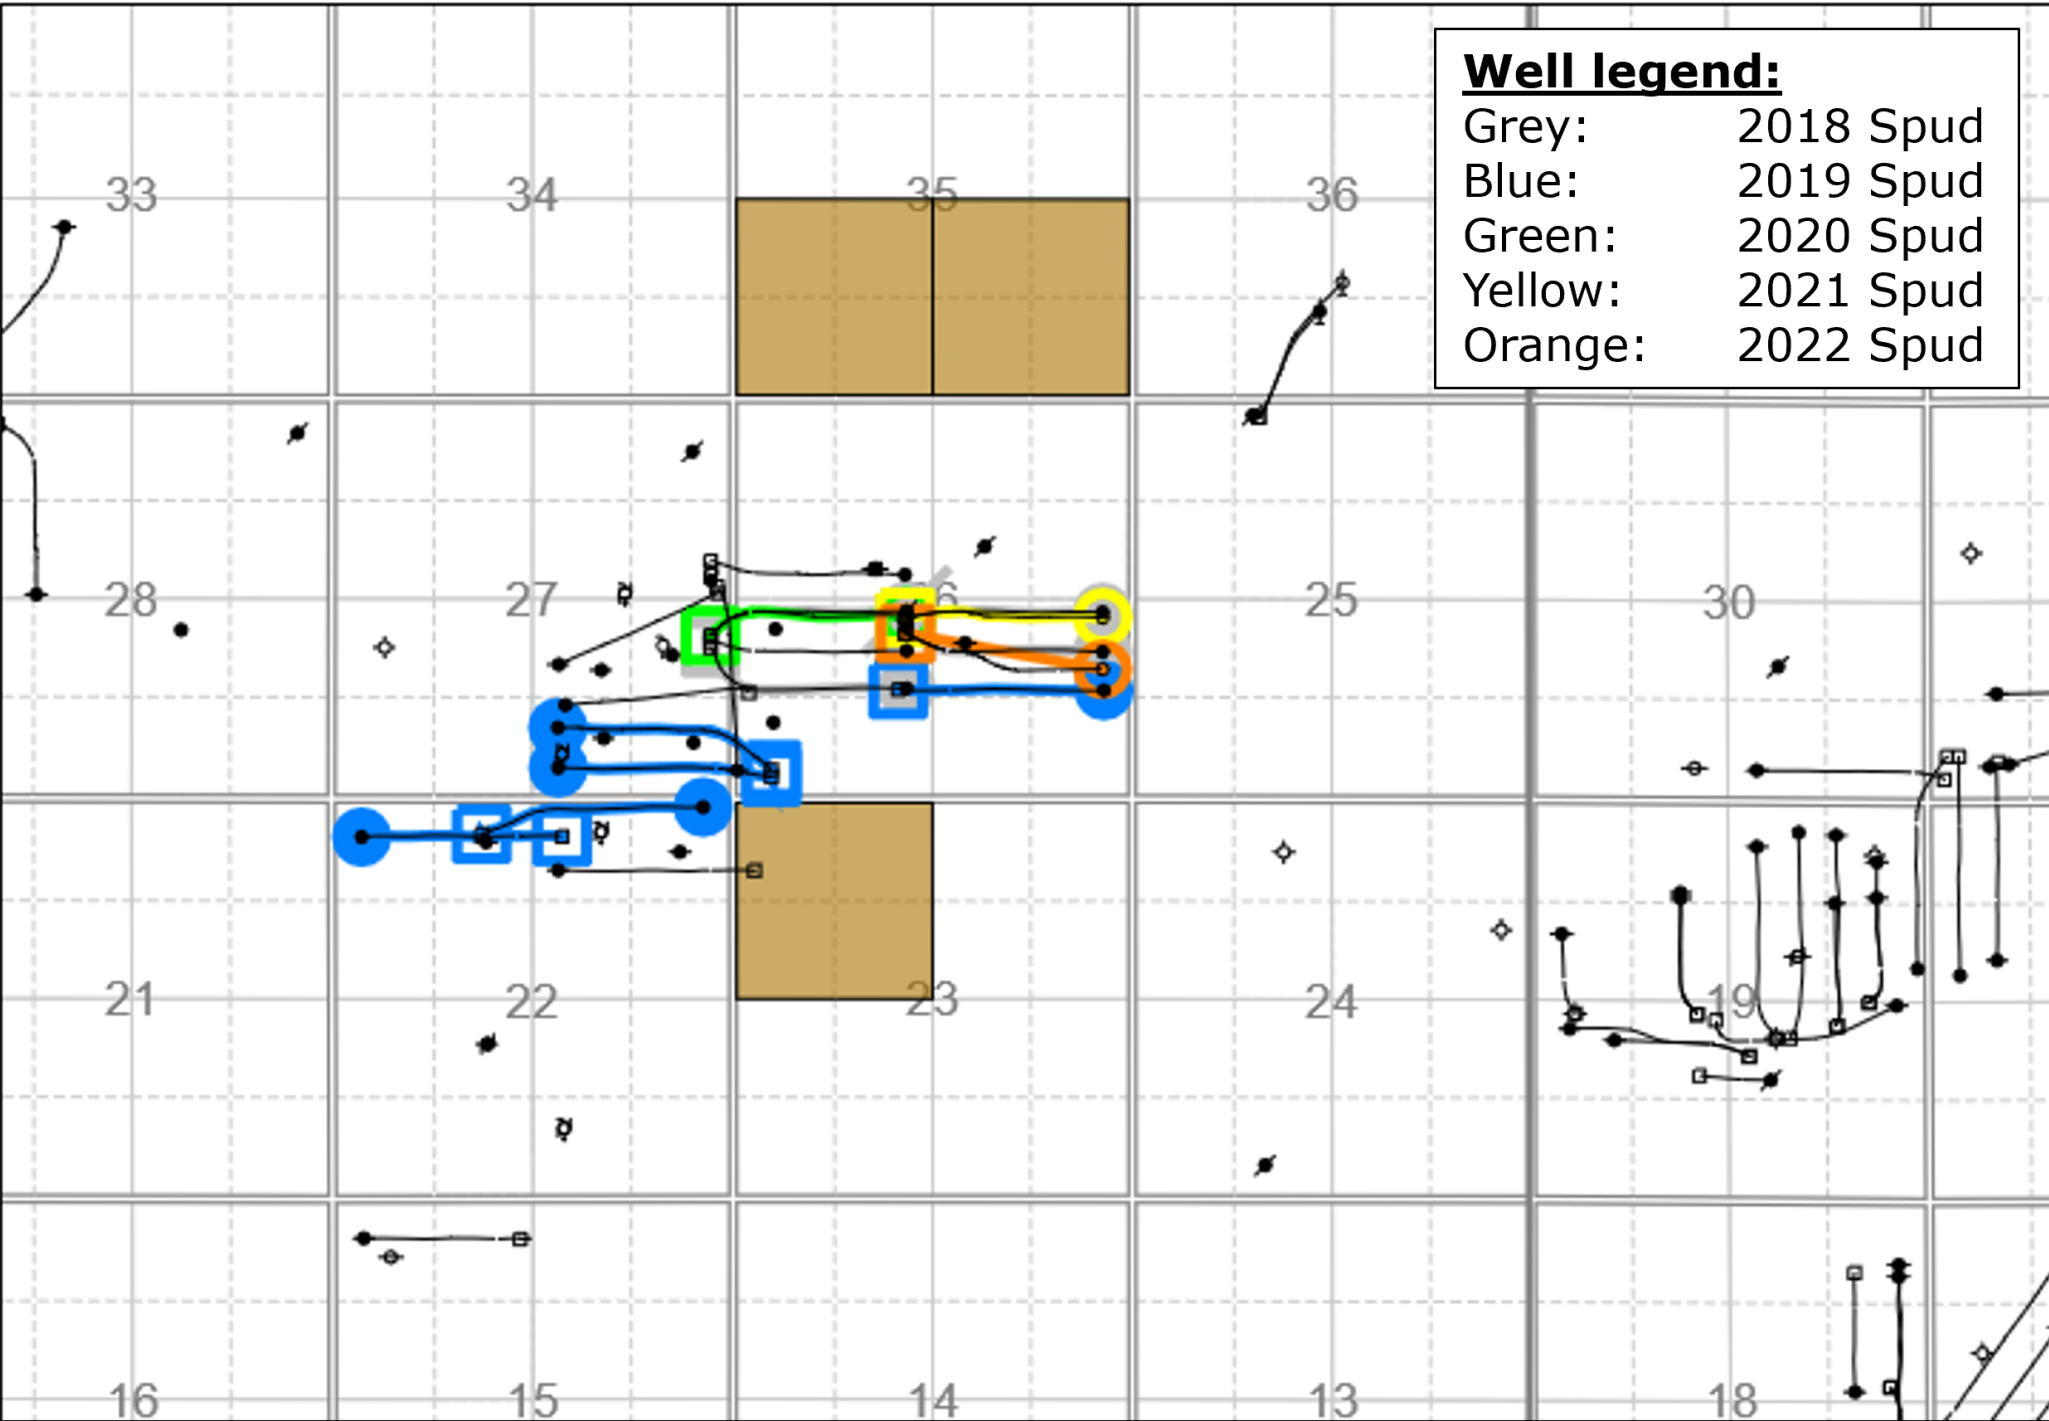 Well legend:
Grey: 2018 Spud
Blue: 2019 Spud
Green: 2020 Spud
Yellow: 2021 Spud
Orange: 2022 Spud
33 34 35 36
28 27 6 25 30
21 22 23 24 19
16 15 14 13 18